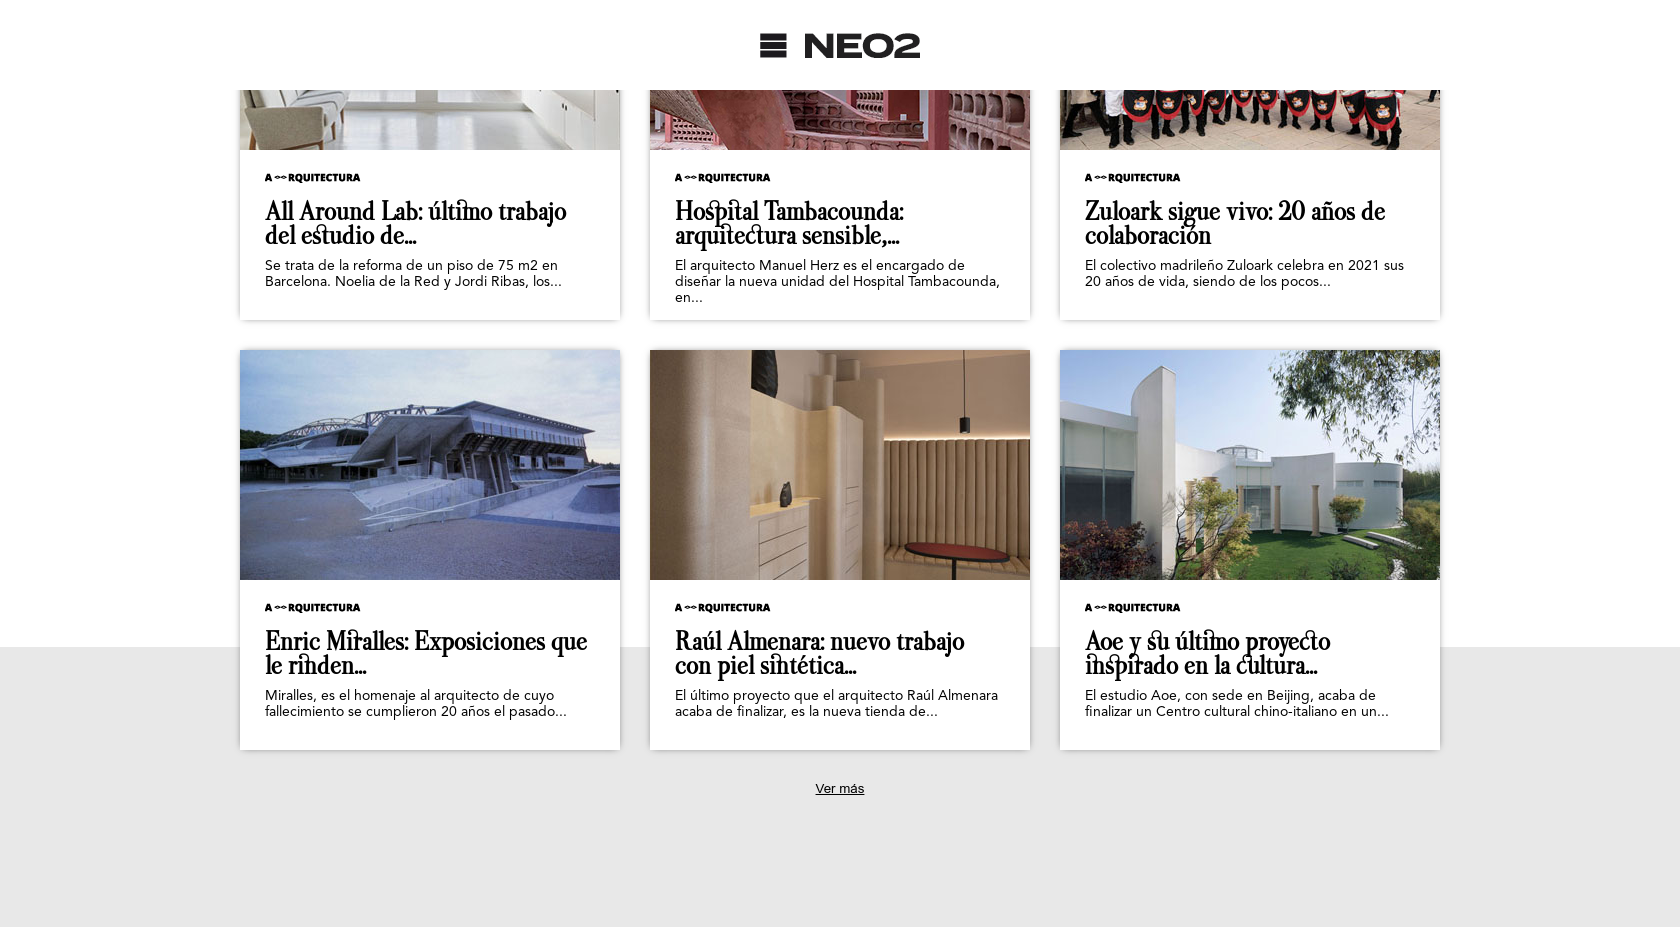 NEO2
A RQUITECTURA
All Around Lab: último trabajo
del estudio de...
Se trata de la reforma de un piso de 75 m2 en
Barcelona. Noelia de la Red y Jordi Ribas, los...
A RQUITECTURA
Hospital Tambacounda:
arquitectura sensible,...
El arquitecto Manuel Herz es el encargado de
diseñar la nueva unidad del Hospital Tambacounda,
en...
A RQUITECTURA
Zuloark sigue vivo: 20 años de
colaboración
El colectivo madrileño Zuloark celebra en 2021 sus
20 años de vida, siendo de los pocos...
A RQUITECTURA
Enric Miralles: Exposiciones que
le rinden...
Miralles, es el homenaje al arquitecto de cuyo
fallecimiento se cumplieron 20 años el pasado...
A RQUITECTURA
Raúl Almenara: nuevo trabajo
con piel sintética...
El último proyecto que el arquitecto Raúl Almenara
acaba de finalizar, es la nueva tienda de...
A RQUITECTURA
Aoe y su último proyecto
inspirado en la cultura...
El estudio Aoe, con sede en Beijing, acaba de
finalizar un Centro cultural chino-italiano en un...
Ver más